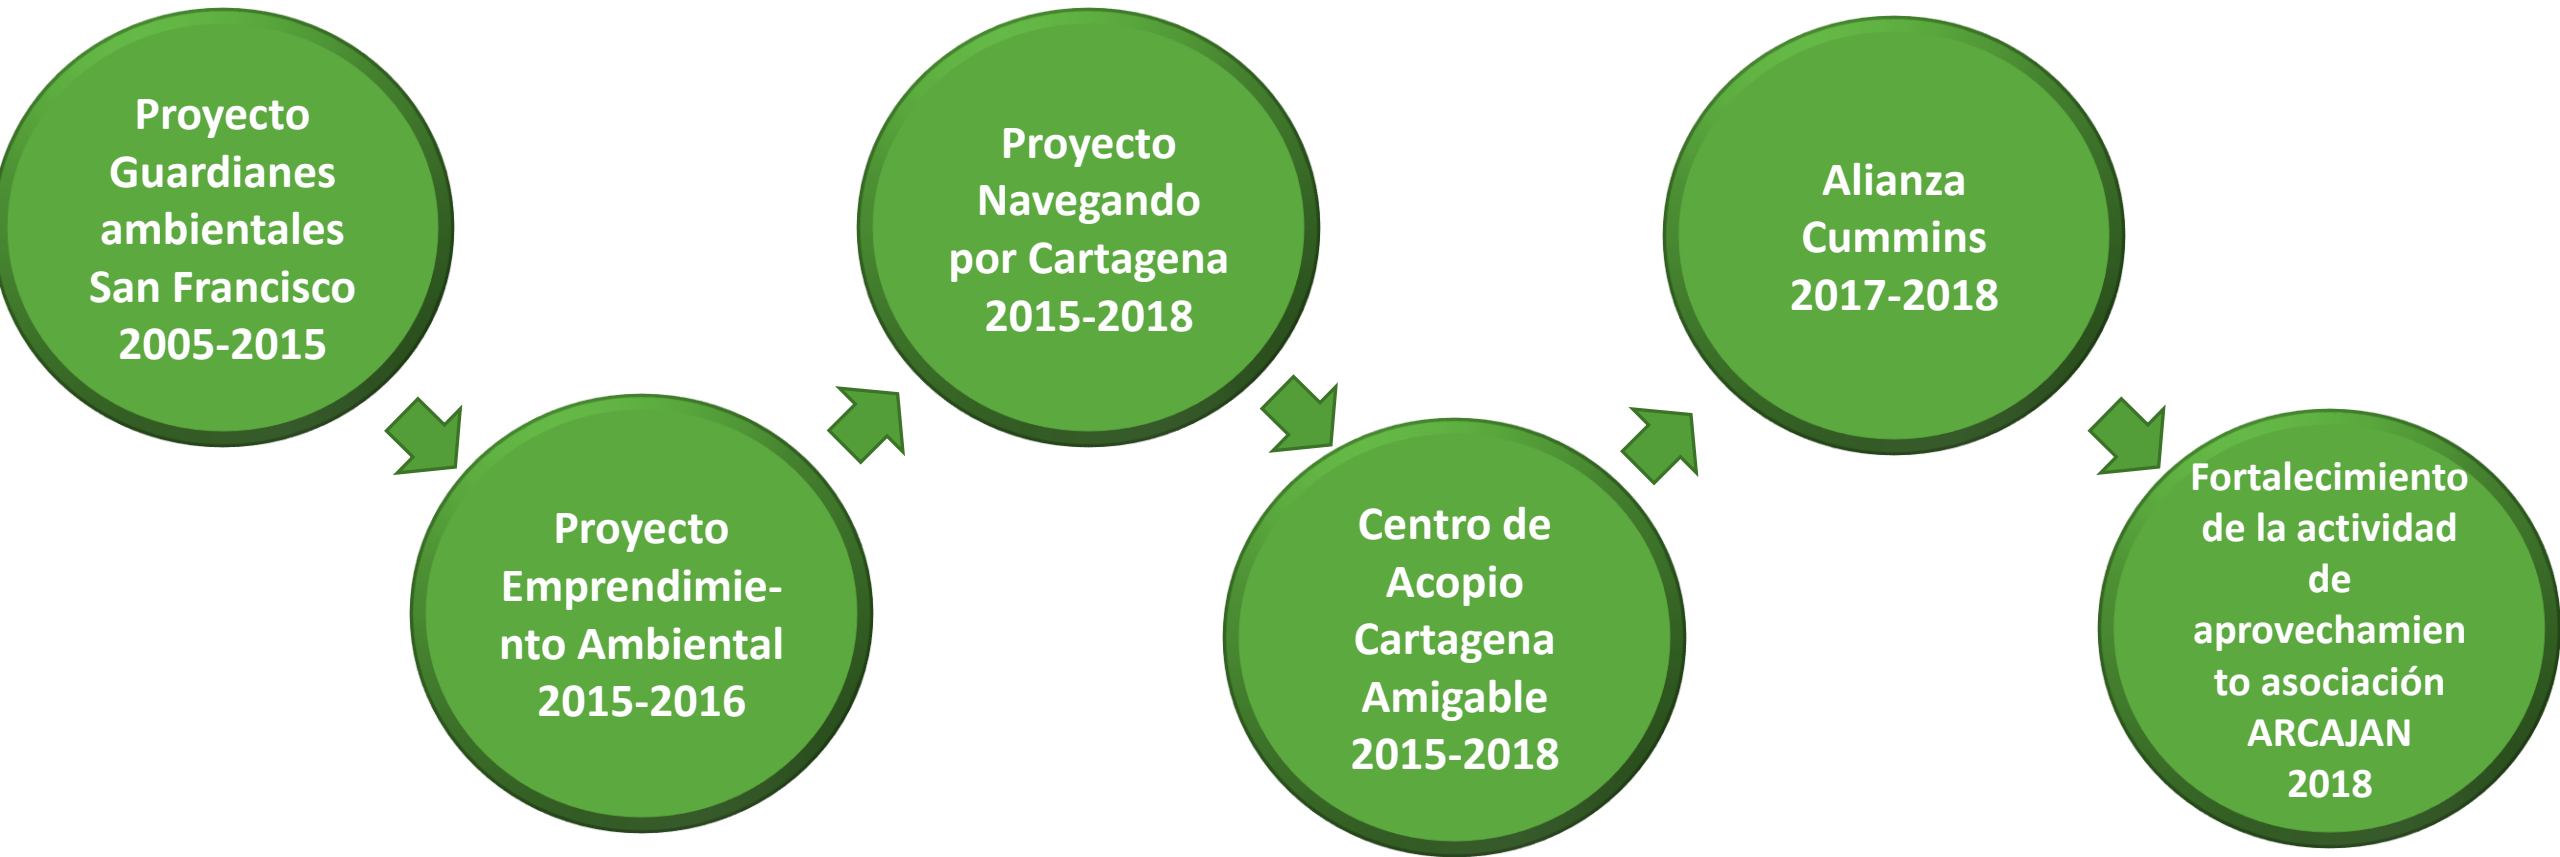 Proyecto
Guardianes
ambientales
San Francisco
2005-2015
Proyecto
Emprendimie-
nto Ambiental
2015-2016
Proyecto
Navegando
por Cartagena
2015-2018
Centro de
Acopio
Cartagena
Amigable
2015-2018
Alianza
Cummins
2017-2018
Fortalecimiento
de la actividad
de
aprovechamien
to asociación
ARCAJAN
2018